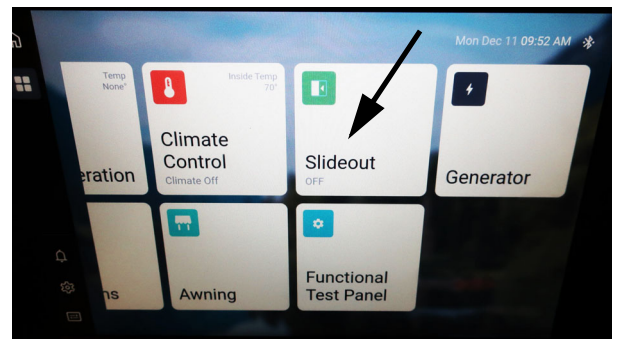 Mon Dec 11 09:52 AM
Temp
None°
eration
Inside Temp
70°
Climate
Control
Climate Off
Slideout
OFF
Generator
ns
Awning
Functional
Test Panel